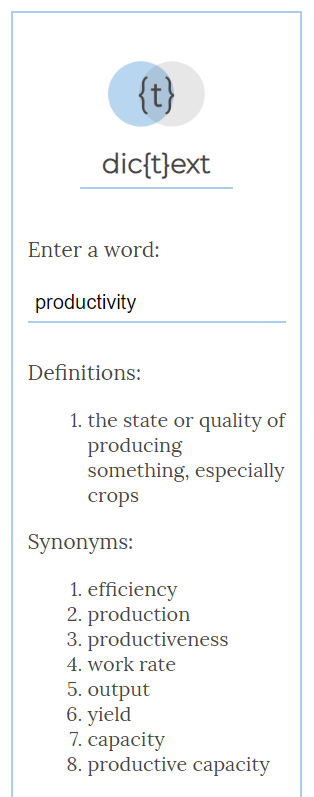 {t}
dic{t}ext
Enter a word:
productivity
Definitions:
1. the state or quality of
producing
something, especially
crops
Synonyms:
1. efficiency
2. production
3. productiveness
4. work rate
5. output
6. yield
7. capacity
8. productive capacity